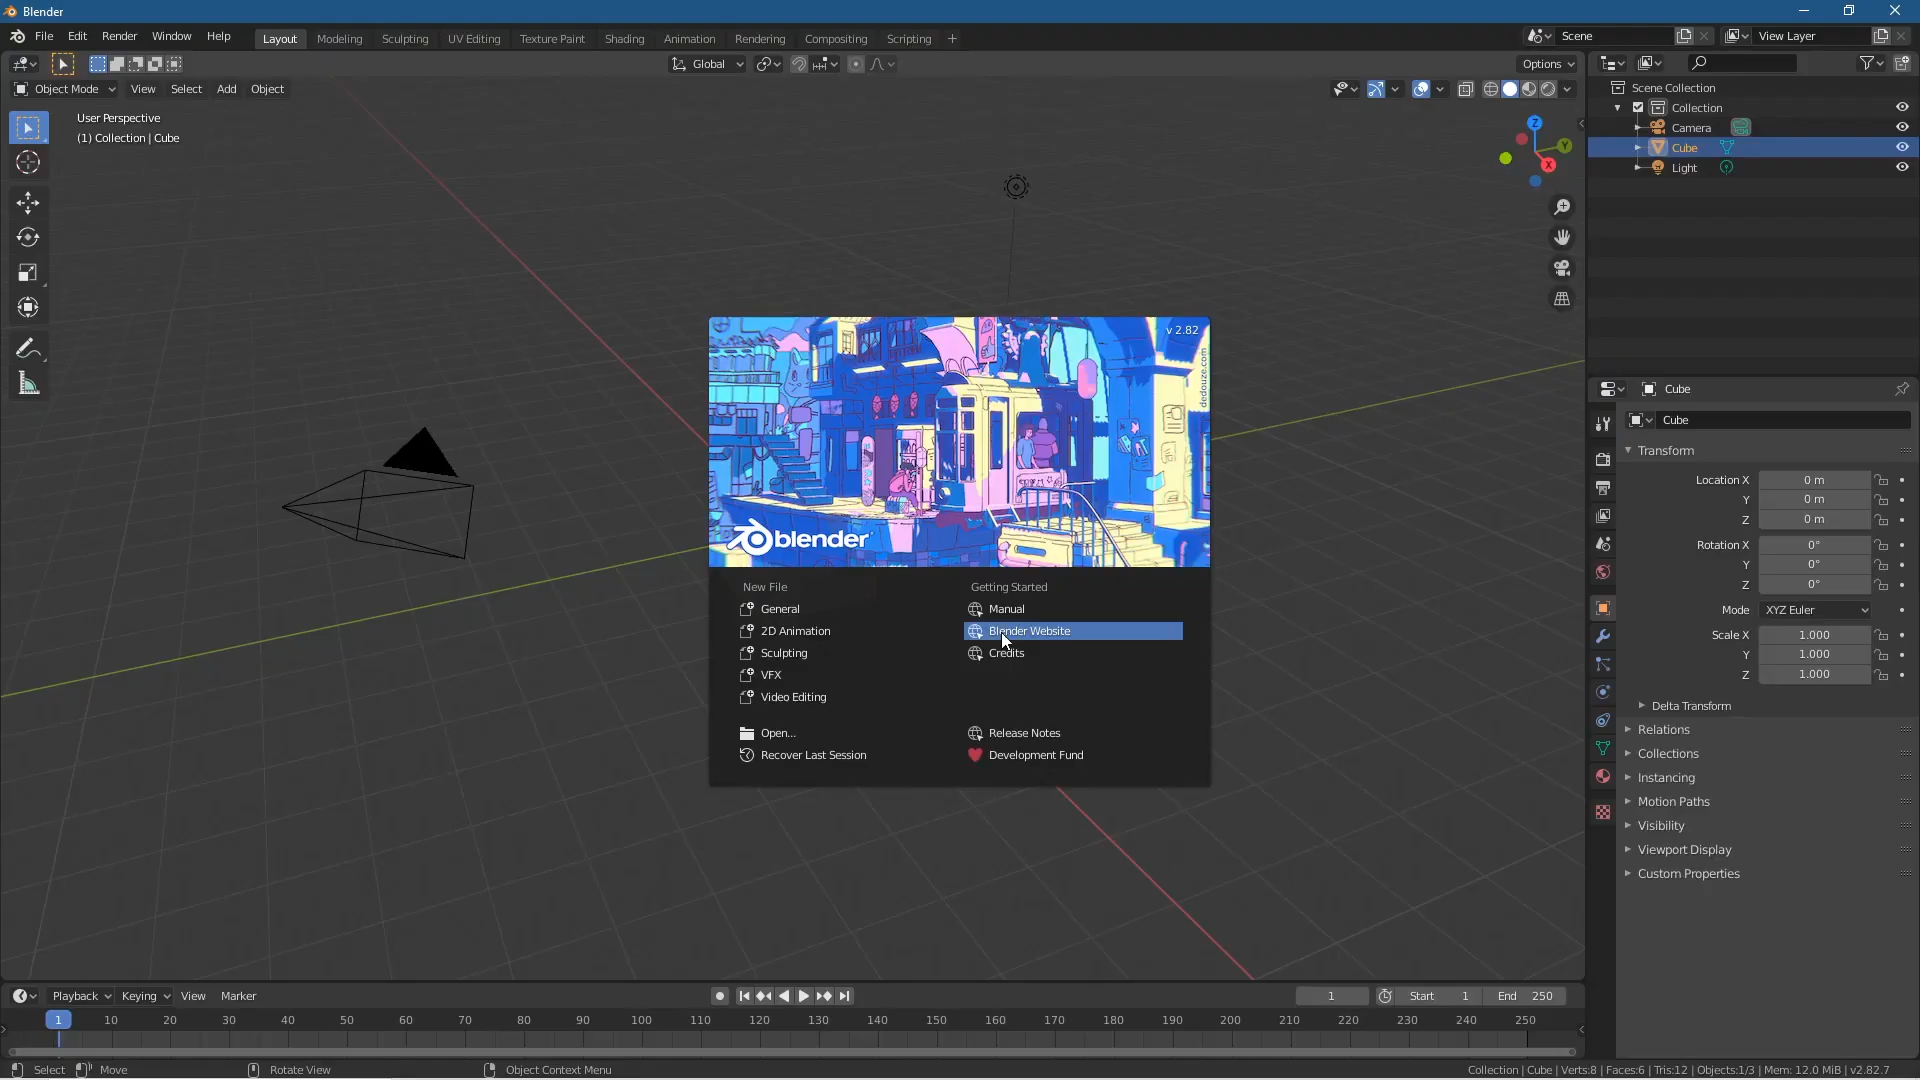 Blender
File Edit Render Window Help Layout Modeling Sculpting UV Editing Texture Paint Shading Animation Rendering Compositing Scripting + Scene View Layer
Global Options
Object Mode View Select Add Object
User Perspective
(1) Collection | Cube
Z
Y
X
Scene Collection
Collection
Camera
Cube
Light
v 2.82
dedouze.com
blender
New File
General
2D Animation
Sculpting
VFX
Video Editing
Open...
Recover Last Session
Getting Started
Manual
Blender Website
Credits
Release Notes
Development Fund
Cube
Cube
Transform
Location X 0 m
Y 0 m
Z 0 m
Rotation X 0°
Y 0°
Z 0°
Mode XYZ Euler
Scale X 1.000
Y 1.000
Z 1.000
Delta Transform
Relations
Collections
Instancing
Motion Paths
Visibility
Viewport Display
Custom Properties
Playback Keying View Marker 1 Start 1 End 250
1 10 20 30 40 50 60 70 80 90 100 110 120 130 140 150 160 170 180 190 200 210 220 230 240 250
Select Move Rotate View Object Context Menu Collection | Cube | Verts:8 | Faces:6 | Tris:12 | Objects:1/3 | Mem: 12.0 MiB | v2.82.7